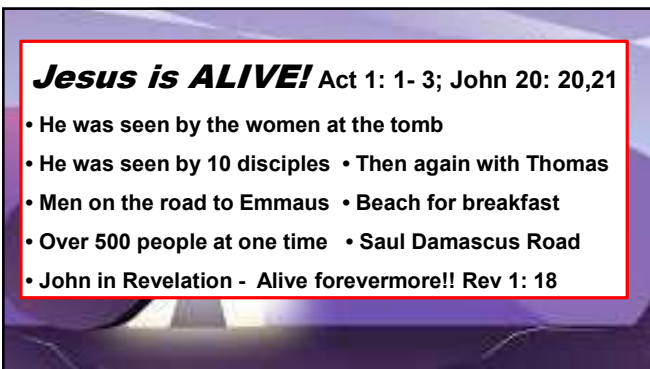 Jesus is ALIVE! Act 1: 1- 3; John 20: 20,21
• He was seen by the women at the tomb
• He was seen by 10 disciples • Then again with Thomas
• Men on the road to Emmaus • Beach for breakfast
• Over 500 people at one time • Saul Damascus Road
• John in Revelation - Alive forevermore!! Rev 1: 18